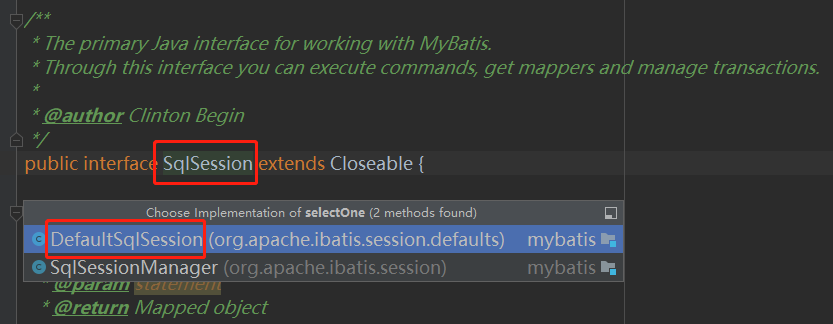 /**
* The primary Java interface for working with MyBatis.
* Through this interface you can execute commands, get mappers and manage transactions.
*
* @author Clinton Begin
*/
public interface SqlSession extends Closeable {
Choose Implementation of selectOne (2 methods found)
DefaultSqlSession (org.apache.ibatis.session.defaults) mybatis
SqlSessionManager (org.apache.ibatis.session) mybatis
* @param statement
* @return Mapped object